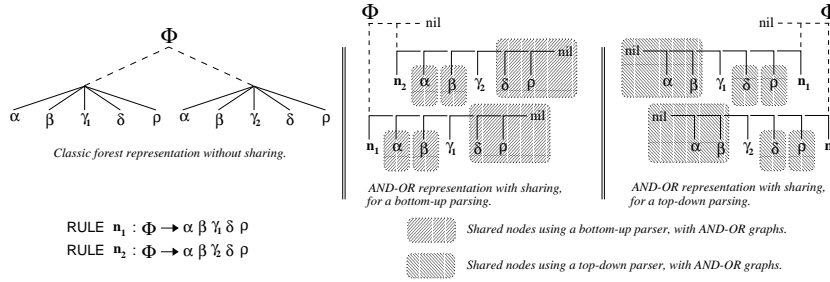 Φ
α β γ₁ δ ρ α β γ₂ δ ρ
Classic forest representation without sharing.
RULE n₁ : Φ → α β γ₁ δ ρ
RULE n₂ : Φ → α β γ₂ δ ρ
Φ
nil
nil
n₂ α β γ₂ δ ρ
nil
n₁ α β γ₁ δ ρ
AND-OR representation with sharing,
for a bottom-up parsing.
Φ
nil
nil
α β γ₁ δ ρ n₁
nil
α β γ₂ δ ρ
AND-OR representation with sharing,
for a top-down parsing.
Shared nodes using a bottom-up parser, with AND-OR graphs.
Shared nodes using a top-down parser, with AND-OR graphs.